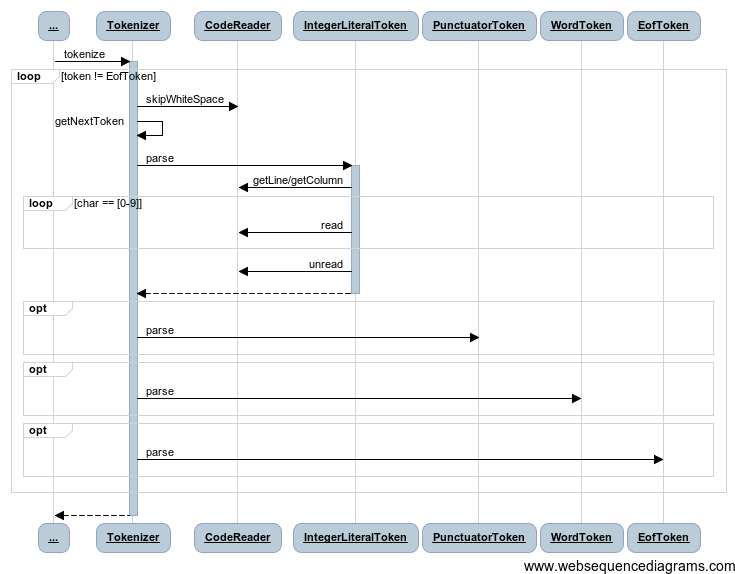 ... Tokenizer CodeReader IntegerLiteralToken PunctuatorToken WordToken EofToken
tokenize
loop [token != EofToken]
skipWhiteSpace
getNextToken
parse
getLine/getColumn
loop [char == [0-9]]
read
unread
opt
parse
opt
parse
opt
parse
... Tokenizer CodeReader IntegerLiteralToken PunctuatorToken WordToken EofToken
www.websequencediagrams.com